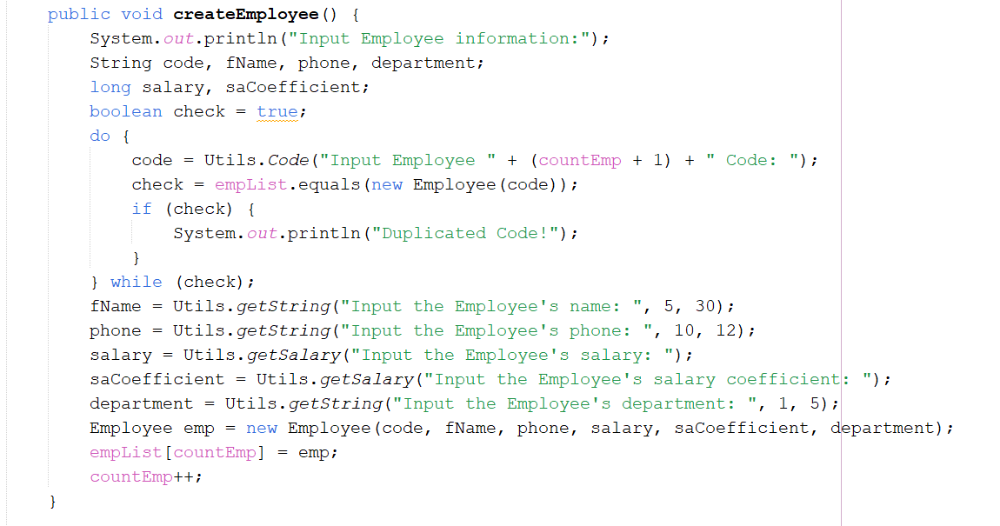 public void createEmployee() {
    System.out.println("Input Employee information:");
    String code, fName, phone, department;
    long salary, saCoefficient;
    boolean check = true;
    do {
        code = Utils.Code("Input Employee " + (countEmp + 1) + " Code: ");
        check = empList.equals(new Employee(code));
        if (check) {
            System.out.println("Duplicated Code!");
        }
    } while (check);
    fName = Utils.getString("Input the Employee's name: ", 5, 30);
    phone = Utils.getString("Input the Employee's phone: ", 10, 12);
    salary = Utils.getSalary("Input the Employee's salary: ");
    saCoefficient = Utils.getSalary("Input the Employee's salary coefficient: ");
    department = Utils.getString("Input the Employee's department: ", 1, 5);
    Employee emp = new Employee(code, fName, phone, salary, saCoefficient, department);
    empList[countEmp] = emp;
    countEmp++;
}